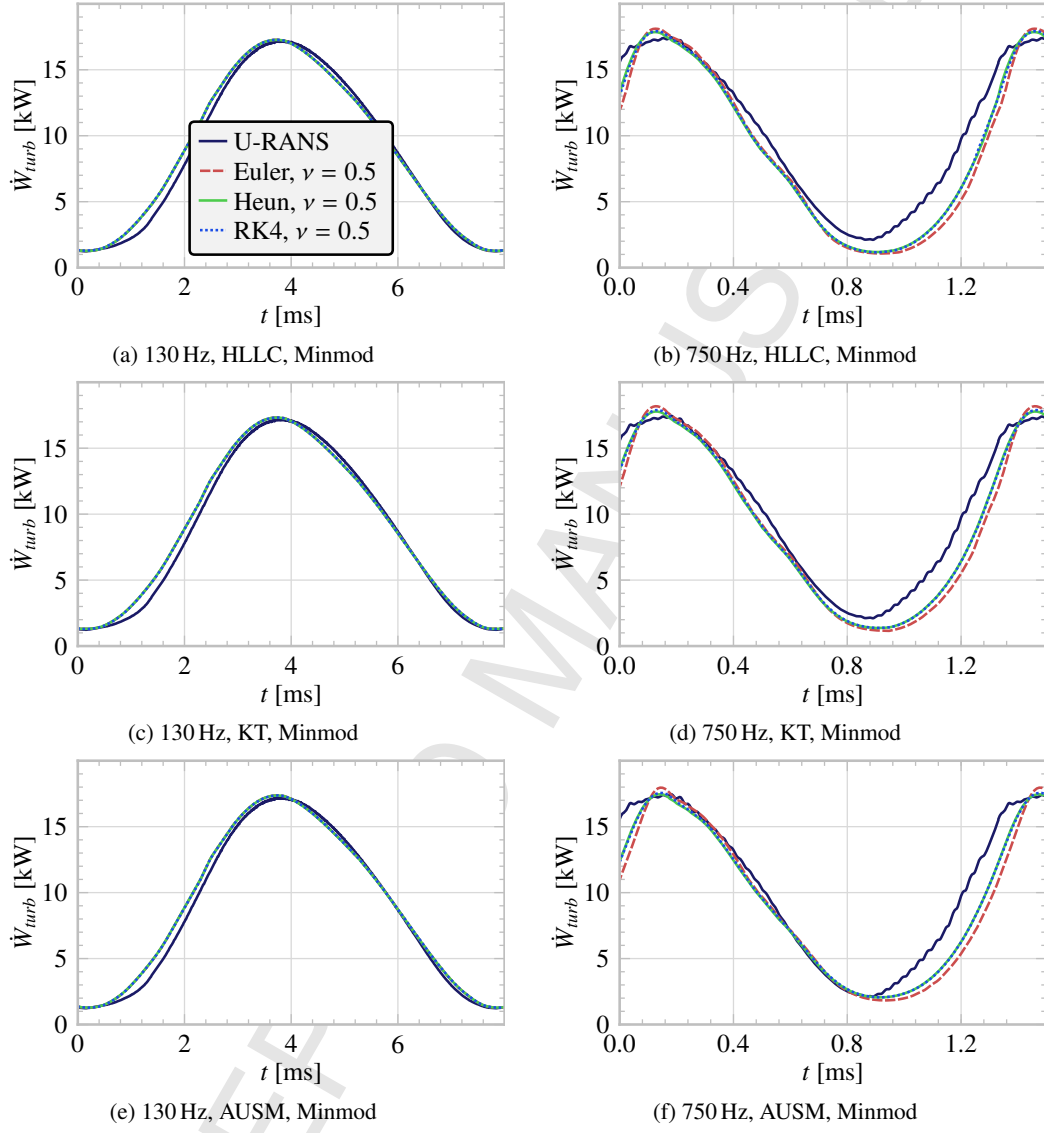 15
10
5
0
Ẇturb [kW]
U-RANS
Euler, ν = 0.5
Heun, ν = 0.5
RK4, ν = 0.5
0 2 4 6
t [ms]
(a) 130 Hz, HLLC, Minmod
15
10
5
0
Ẇturb [kW]
0.0 0.4 0.8 1.2
t [ms]
(b) 750 Hz, HLLC, Minmod
15
10
5
0
Ẇturb [kW]
0 2 4 6
t [ms]
(c) 130 Hz, KT, Minmod
15
10
5
0
Ẇturb [kW]
0.0 0.4 0.8 1.2
t [ms]
(d) 750 Hz, KT, Minmod
15
10
5
0
Ẇturb [kW]
0 2 4 6
t [ms]
(e) 130 Hz, AUSM, Minmod
15
10
5
0
Ẇturb [kW]
0.0 0.4 0.8 1.2
t [ms]
(f) 750 Hz, AUSM, Minmod